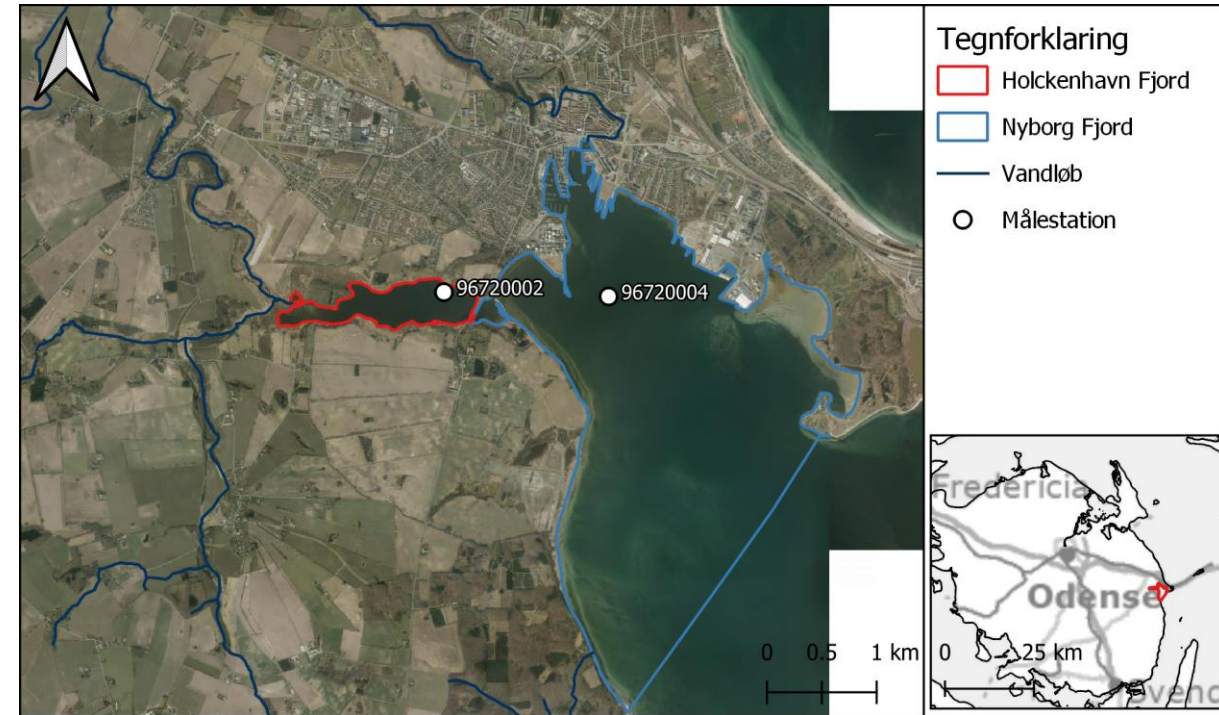 Tegnforklaring
Holckenhavn Fjord
Nyborg Fjord
Vandløb
Målestation
96720002
96720004
0 0.5 1 km
0 25 km
Fredericia
Odense
Svend